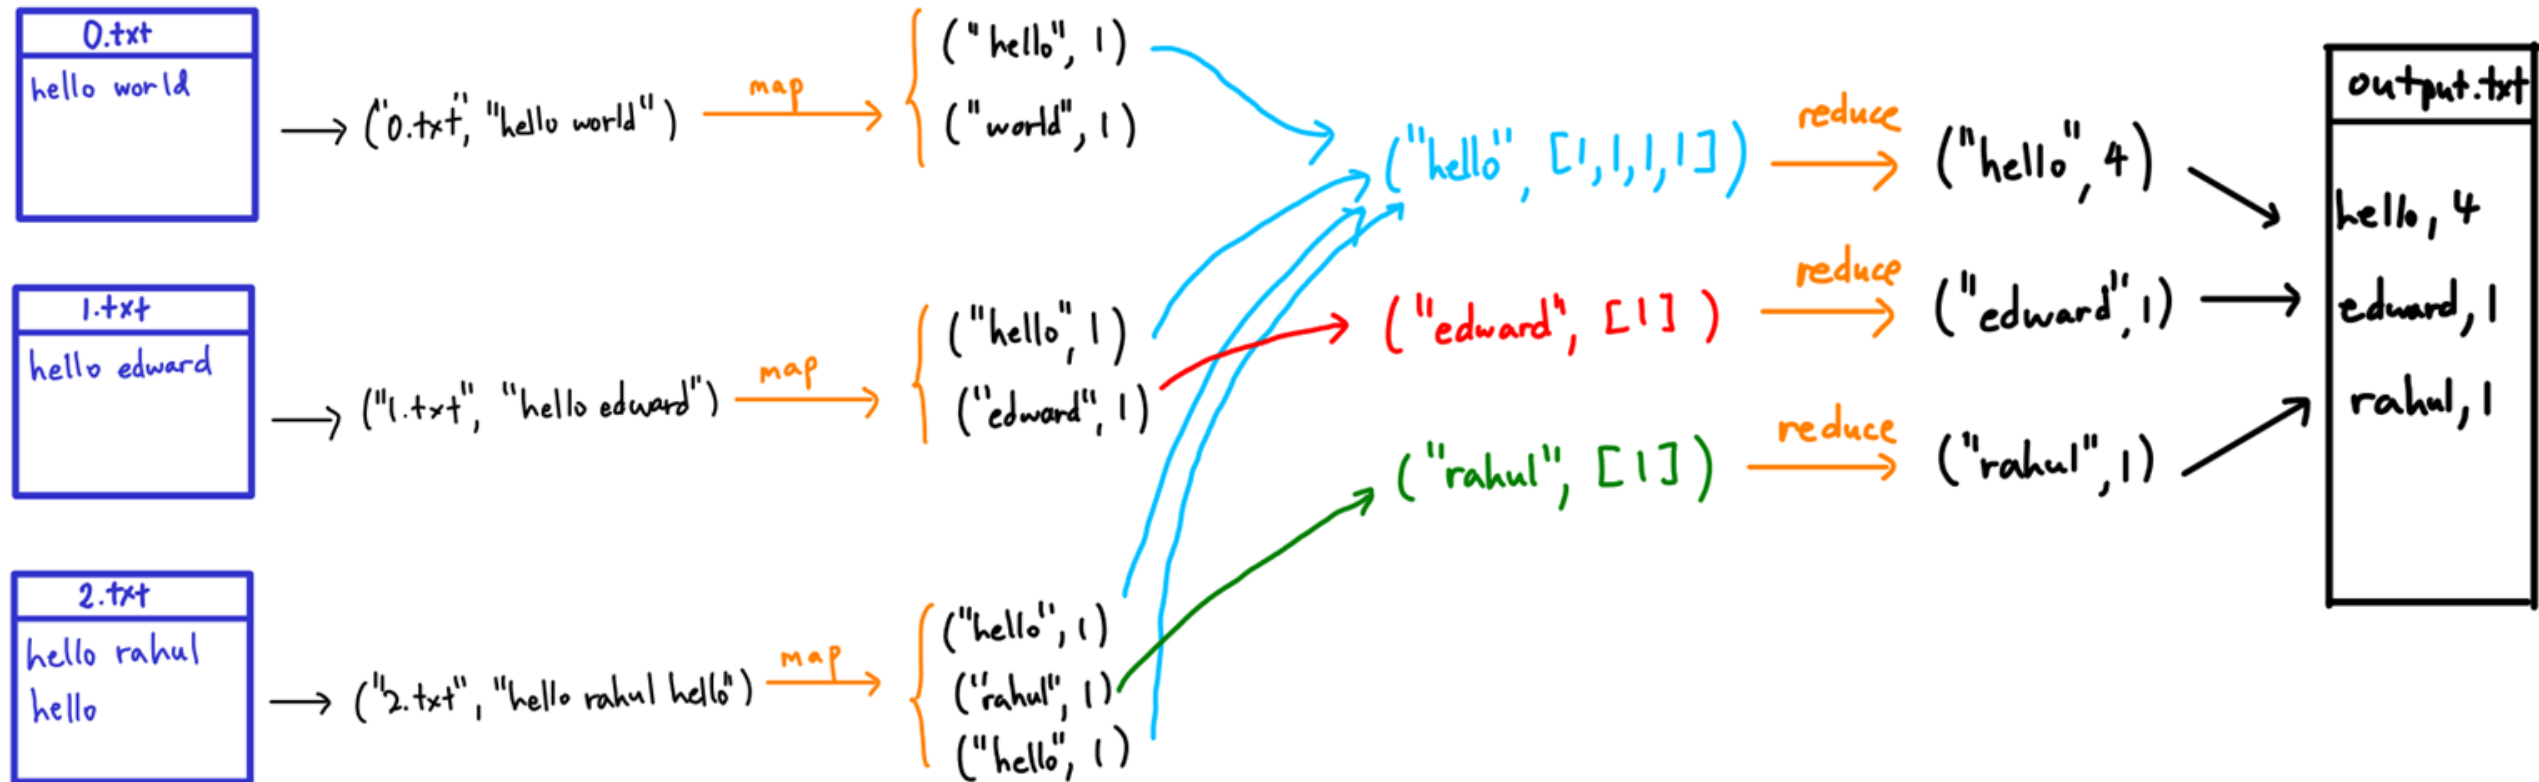 0.txt
hello world
("0.txt", "hello world")
map
("hello", 1)
("world", 1)
1.txt
hello edward
("1.txt", "hello edward")
map
("hello", 1)
("edward", 1)
2.txt
hello rahul
hello
("2.txt", "hello rahul hello")
map
("hello", 1)
("rahul", 1)
("hello", 1)
("hello", [1,1,1,1])
reduce
("hello", 4)
("edward", [1])
reduce
("edward", 1)
("rahul", [1])
reduce
("rahul", 1)
output.txt
hello, 4
edward, 1
rahul, 1